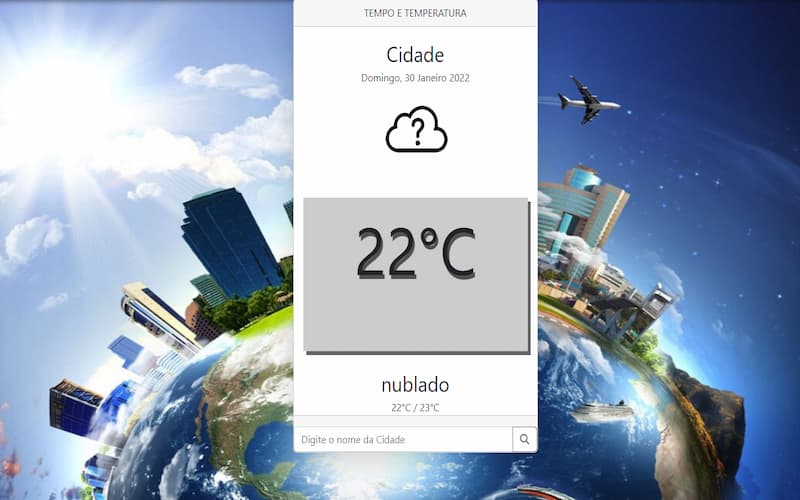 TEMPO E TEMPERATURA
Cidade
Domingo, 30 Janeiro 2022
?
22°C
nublado
22°C / 23°C
Digite o nome da Cidade